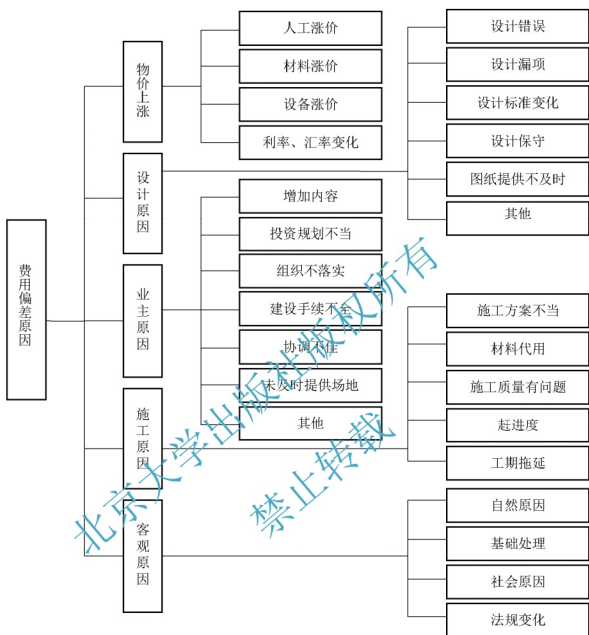 费用偏差原因
物价上涨
人工涨价
材料涨价
设备涨价
利率、汇率变化
设计原因
设计错误
设计漏项
设计标准变化
设计保守
图纸提供不及时
其他
业主原因
增加内容
投资规划不当
组织不落实
建设手续不全
协调不佳
未及时提供场地
其他
施工原因
施工方案不当
材料代用
施工质量有问题
赶进度
工期拖延
客观原因
自然原因
基础处理
社会原因
法规变化
北京大学出版社版权所有
禁止转载